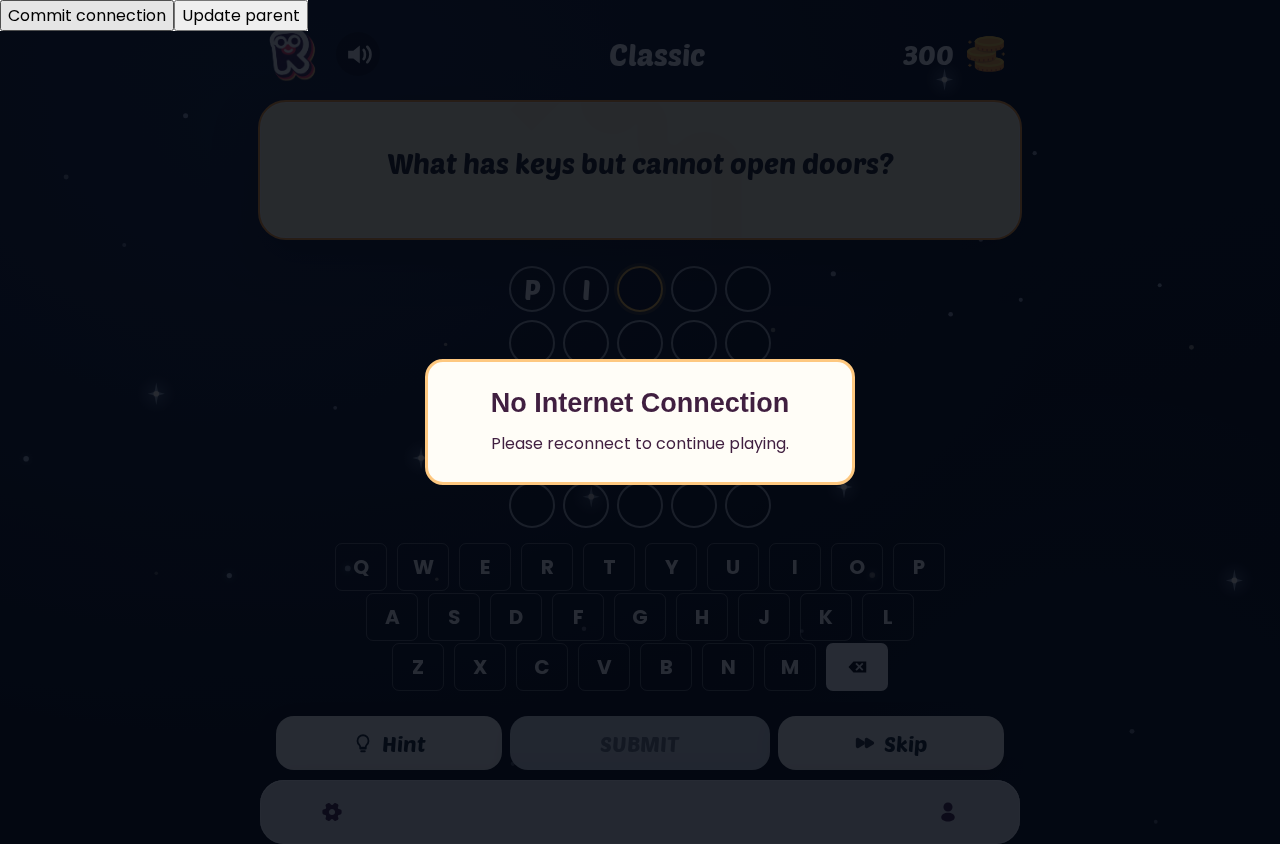 Commit connection Update parent
R Classic 300
What has keys but cannot open doors?
P I
No Internet Connection
Please reconnect to continue playing.
Q W E R T Y U I O P
A S D F G H J K L
Z X C V B N M
Hint SUBMIT Skip